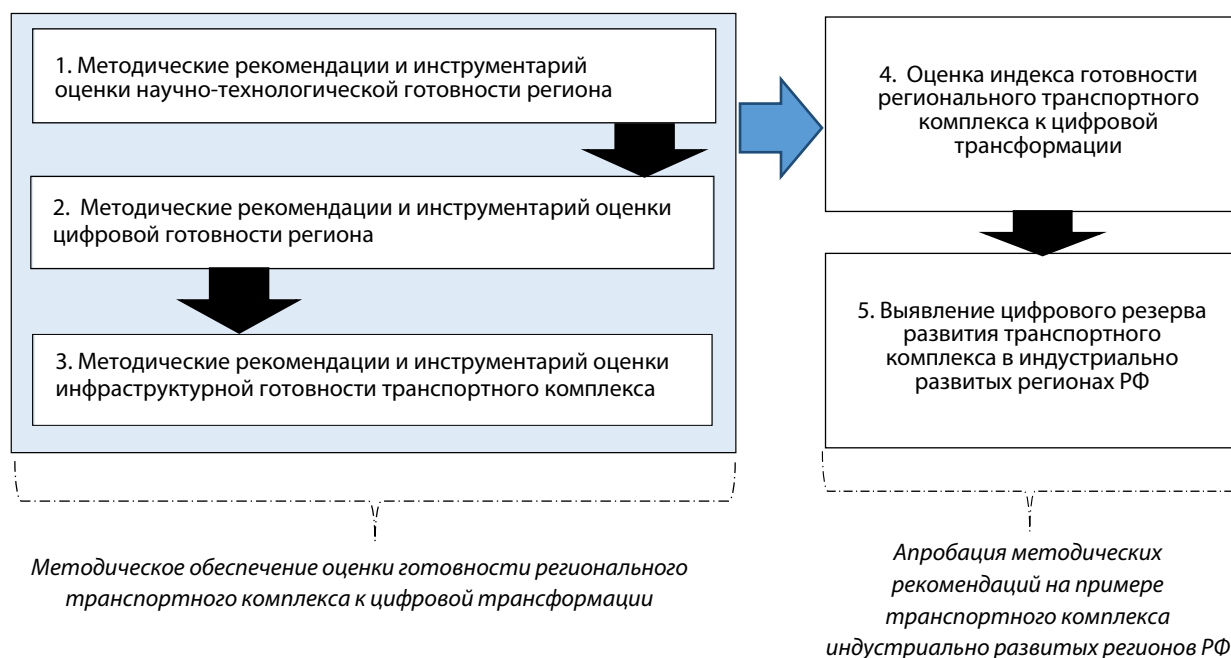 1. Методические рекомендации и инструментарий
оценки научно-технологической готовности региона
2. Методические рекомендации и инструментарий оценки
цифровой готовности региона
3. Методические рекомендации и инструментарий оценки
инфраструктурной готовности транспортного комплекса
Методическое обеспечение оценки готовности регионального
транспортного комплекса к цифровой трансформации
4. Оценка индекса готовности
регионального транспортного
комплекса к цифровой
трансформации
5. Выявление цифрового резерва
развития транспортного
комплекса в индустриально
развитых регионах РФ
Апробация методических
рекомендаций на примере
транспортного комплекса
индустриально развитых регионов РФ